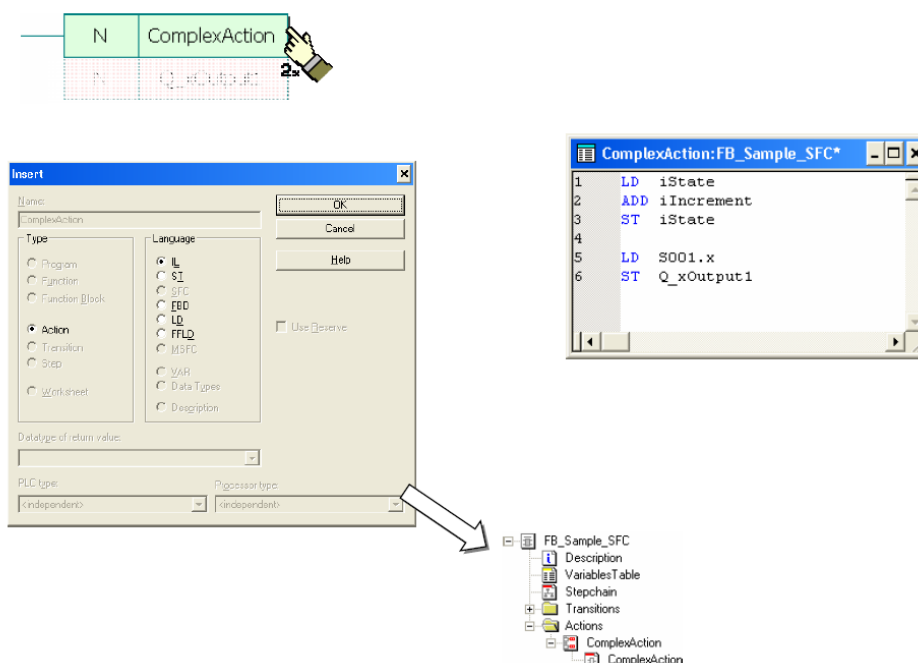 N ComplexAction
2x
N Q_xOutput
Insert
Name:
ComplexAction
Type
Program
Function
Function Block
Action
Transition
Step
Worksheet
Language
IL
ST
SFC
FBD
LD
FFLD
MSFC
VAR
Data Types
Description
OK
Cancel
Help
Use Reserve
Datatype of return value:
PLC type:
<independent>
Processor type:
<independent>
ComplexAction:FB_Sample_SFC*
1 LD iState
2 ADD iIncrement
3 ST iState
4
5 LD S001.x
6 ST Q_xOutput1
FB_Sample_SFC
Description
VariablesTable
Stepchain
Transitions
Actions
ComplexAction
ComplexAction